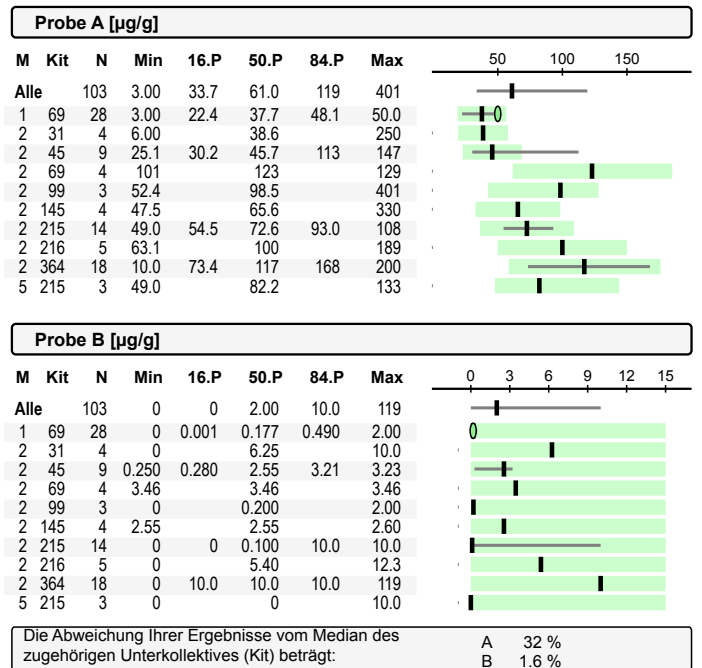 Probe A [µg/g]
M Kit N Min 16.P 50.P 84.P Max 50 100 150
Alle 103 3.00 33.7 61.0 119 401
1 69 28 3.00 22.4 37.7 48.1 50.0
2 31 4 6.00 38.6 250
2 45 9 25.1 30.2 45.7 113 147
2 69 4 101 123 129
2 99 3 52.4 98.5 401
2 145 4 47.5 65.6 330
2 215 14 49.0 54.5 72.6 93.0 108
2 216 5 63.1 100 189
2 364 18 10.0 73.4 117 168 200
5 215 3 49.0 82.2 133
Probe B [µg/g]
M Kit N Min 16.P 50.P 84.P Max 0 3 6 9 12 15
Alle 103 0 0 2.00 10.0 119
1 69 28 0 0.001 0.177 0.490 2.00
2 31 4 0 6.25 10.0
2 45 9 0.250 0.280 2.55 3.21 3.23
2 69 4 3.46 3.46 3.46
2 99 3 0 0.200 2.00
2 145 4 2.55 2.55 2.60
2 215 14 0 0 0.100 10.0 10.0
2 216 5 0 5.40 12.3
2 364 18 0 10.0 10.0 10.0 119
5 215 3 0 0 10.0
Die Abweichung Ihrer Ergebnisse vom Median des
zugehörigen Unterkollektives (Kit) beträgt:
A 32 %
B 1.6 %